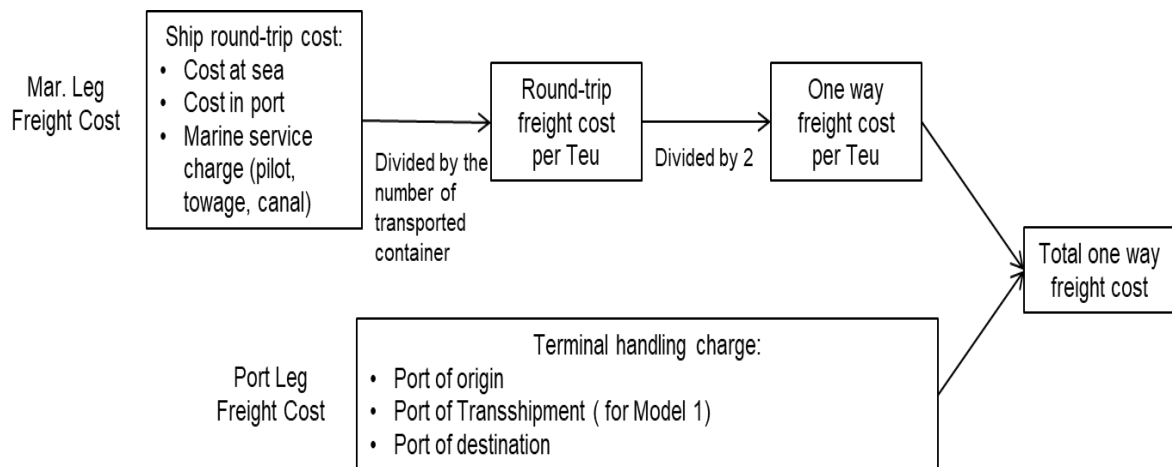 Mar. Leg
Freight Cost
Ship round-trip cost:
• Cost at sea
• Cost in port
• Marine service
charge (pilot,
towage, canal)
Divided by the
number of
transported
container
Round-trip
freight cost
per Teu
Divided by 2
One way
freight cost
per Teu
Total one way
freight cost
Port Leg
Freight Cost
Terminal handling charge:
• Port of origin
• Port of Transshipment ( for Model 1)
• Port of destination